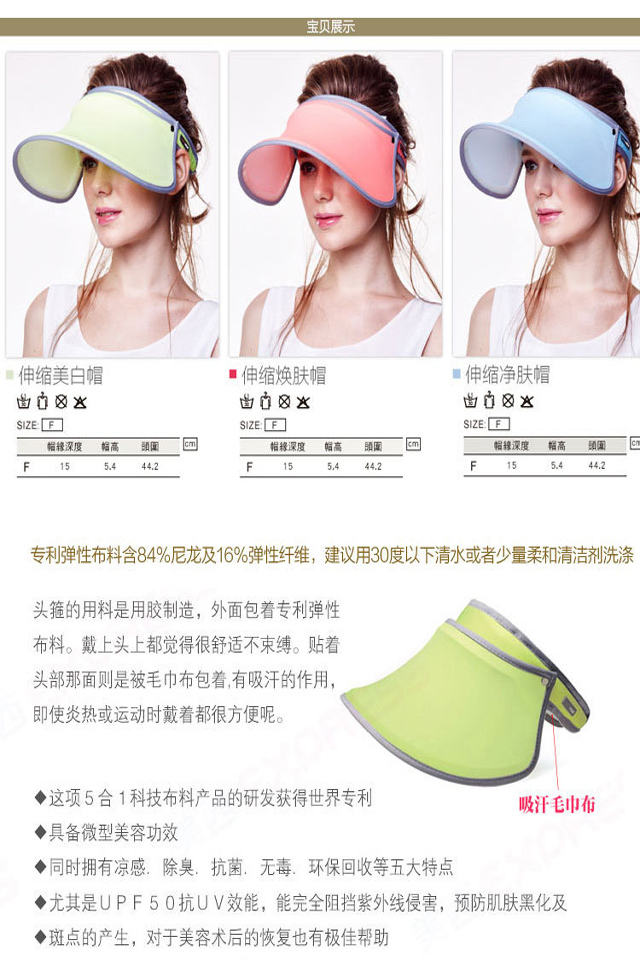 宝贝展示
伸缩美白帽
SIZE: F
帽緣深度 帽高 頭圍 cm
F 15 5.4 44.2
伸缩焕肤帽
SIZE: F
帽緣深度 帽高 頭圍 cm
F 15 5.4 44.2
伸缩净肤帽
SIZE: F
帽緣深度 帽高 頭圍 cm
F 15 5.4 44.2
专利弹性布料含84%尼龙及16%弹性纤维，建议用30度以下清水或者少量柔和清洁剂洗涤
头箍的用料是用胶制造，外面包着专利弹性
布料。戴上头上都觉得很舒适不束缚。贴着
头部那面则是被毛巾布包着,有吸汗的作用，
即使炎热或运动时戴着都很方便呢。
吸汗毛巾布
◆这项5合1科技布料产品的研发获得世界专利
◆具备微型美容功效
◆同时拥有凉感. 除臭. 抗菌. 无毒. 环保回收等五大特点
◆尤其是UPF50抗UV效能，能完全阻挡紫外线侵害，预防肌肤黑化及
◆斑点的产生，对于美容术后的恢复也有极佳帮助